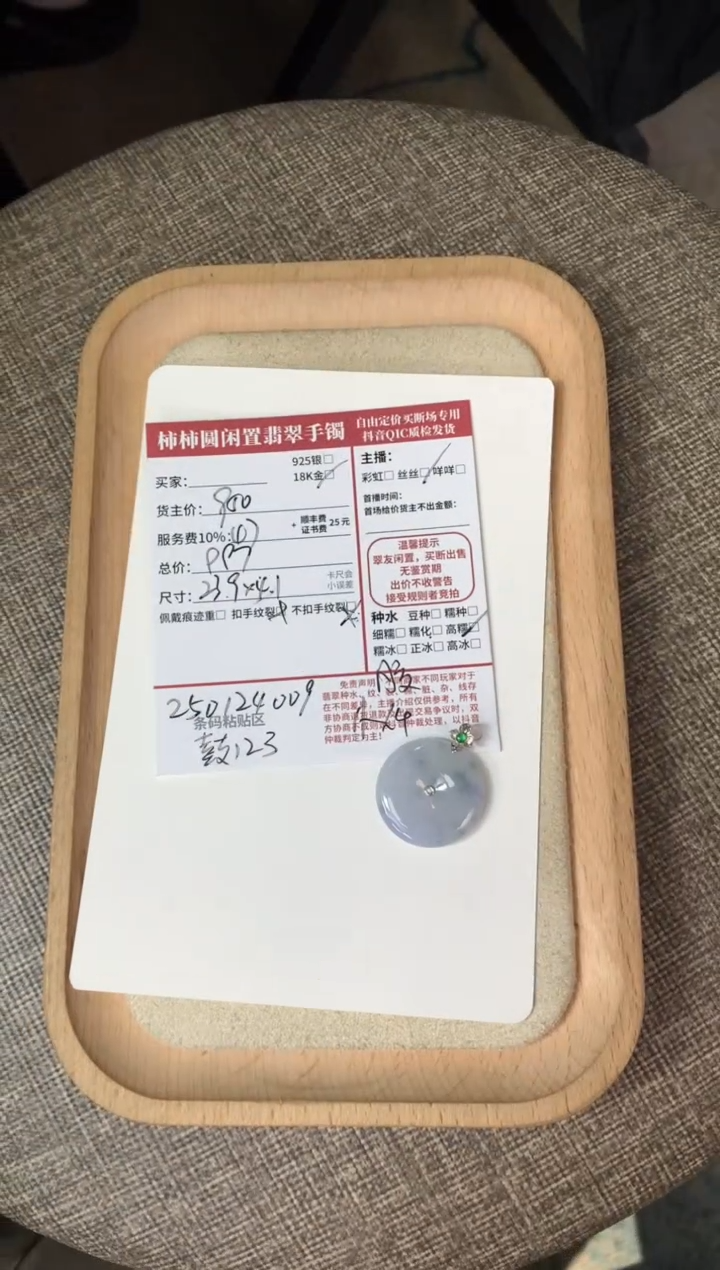 柿柿圆闲置翡翠手镯
自由定价买断场专用
抖音QIC质检发货
925银□
18K金□
买家：
货主价：
服务费10%：
+ 顺丰费 证书费 25元
总价：
尺寸：23.9×4.1
卡尺会
小误差
佩戴痕迹重□ 扣手纹裂□ 不扣手纹裂□
主播：
彩虹□ 丝丝□ 咩咩□
首播时间：
首场给价货主不出金额：
温馨提示
翠友闲置，买断出售
无鉴赏期
出价不收警告
接受规则者竞拍
种水 豆种□ 糯种□
细糯□ 糯化□ 高糯□
糯冰□ 正冰□ 高冰□
250124009
条码粘贴区
鼓123
免责声明